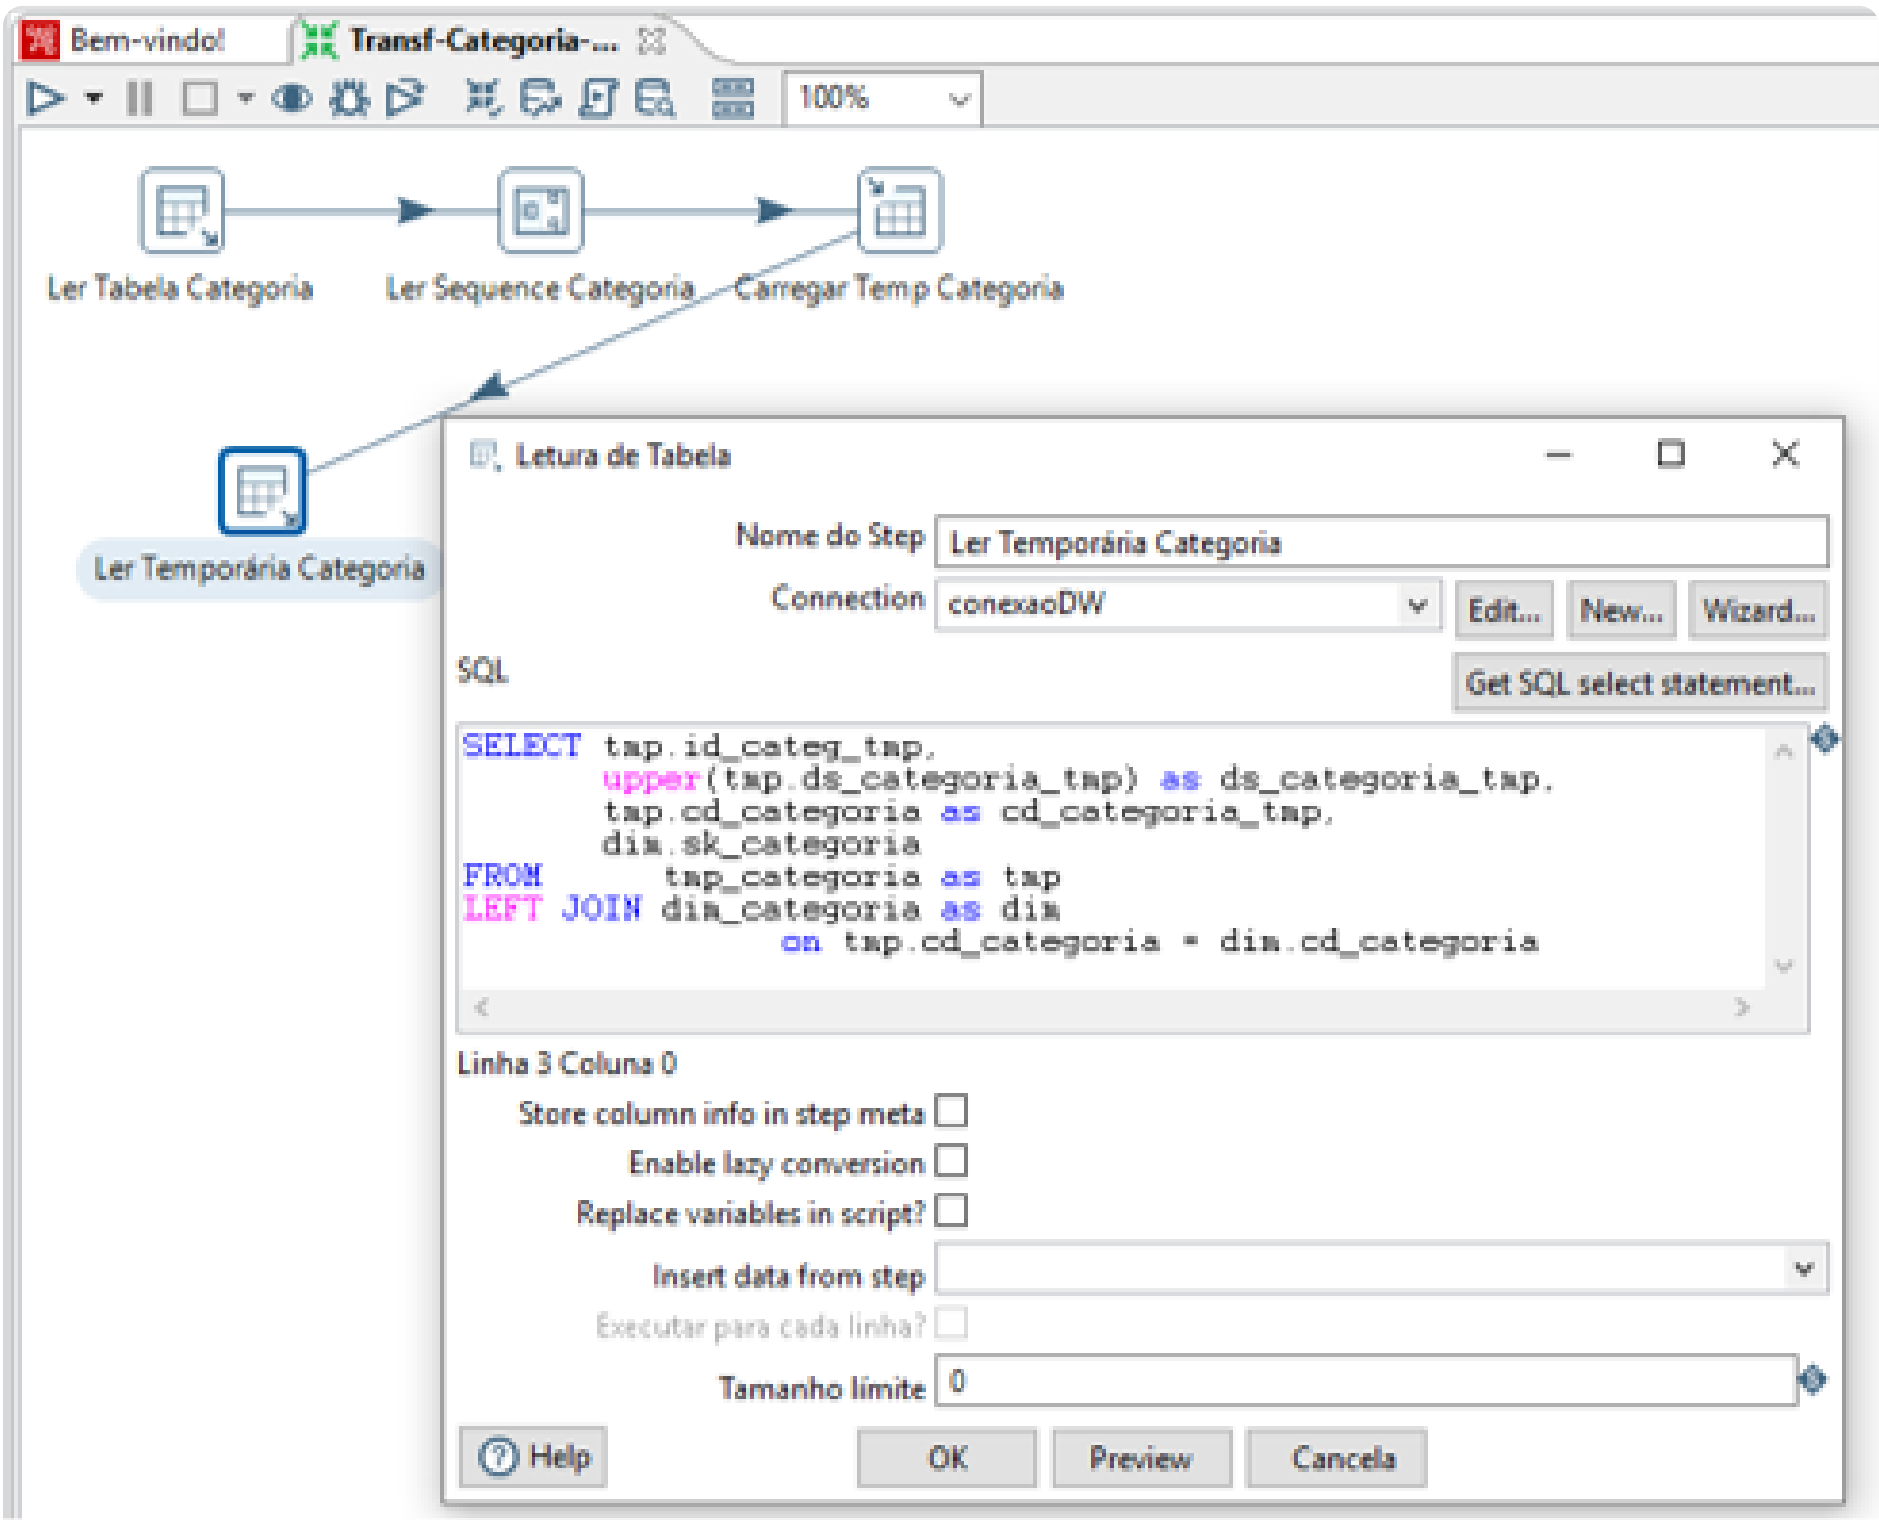 Bem-vindo!
Transf-Categoria-...
100%
Ler Tabela Categoria
Ler Sequence Categoria
Carregar Temp Categoria
Ler Temporária Categoria
Letura de Tabela
Nome do Step
Ler Temporária Categoria
Connection
conexaoDW
Edit...
New...
Wizard...
SQL
Get SQL select statement...
SELECT tmp.id_categ_tmp,
upper(tmp.ds_categoria_tmp) as ds_categoria_tmp,
tmp.cd_categoria as cd_categoria_tmp,
dim.sk_categoria
FROM tmp_categoria as tmp
LEFT JOIN dim_categoria as dim
on tmp.cd_categoria = dim.cd_categoria
Linha 3 Coluna 0
Store column info in step meta
Enable lazy conversion
Replace variables in script?
Insert data from step
Executar para cada linha?
Tamanho límite
0
Help
OK
Preview
Cancela